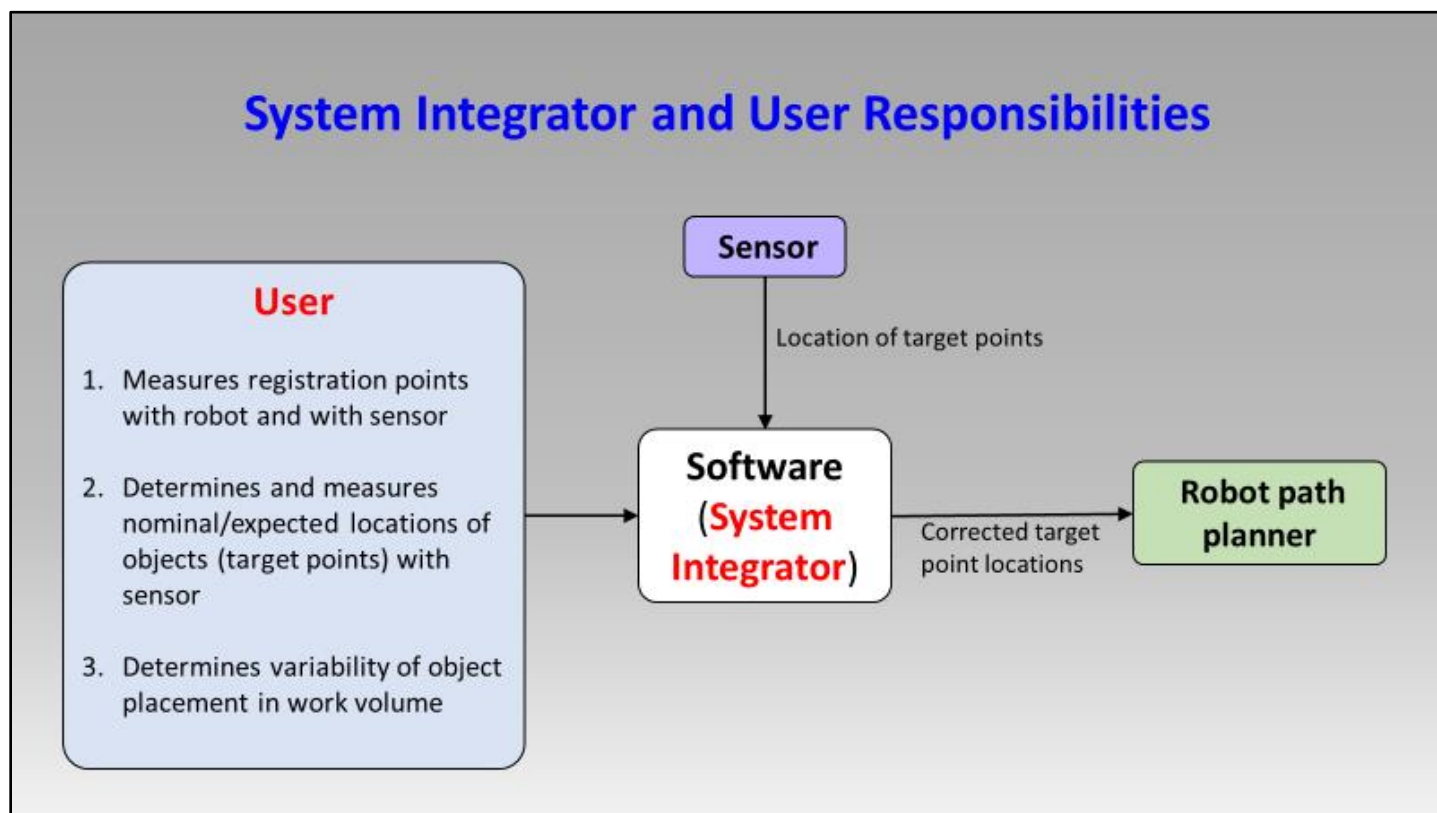 System Integrator and User Responsibilities
Sensor
User
Location of target points
1. Measures registration points
with robot and with sensor
2. Determines and measures
nominal/expected locations of
objects (target points) with
sensor
3. Determines variability of object
placement in work volume
Software
(System
Integrator)
Corrected target
point locations
Robot path
planner